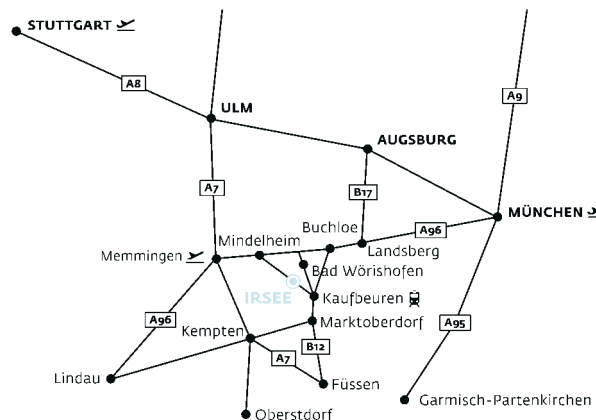 STUTTGART
A8
ULM
A9
AUGSBURG
A7
B17
MÜNCHEN
Buchloe
A96
Mindelheim
Landsberg
Memmingen
Bad Wörishofen
IRSEE
Kaufbeuren
A96
Marktoberdorf
A95
Kempten
B12
A7
Lindau
Füssen
Garmisch-Partenkirchen
Oberstdorf